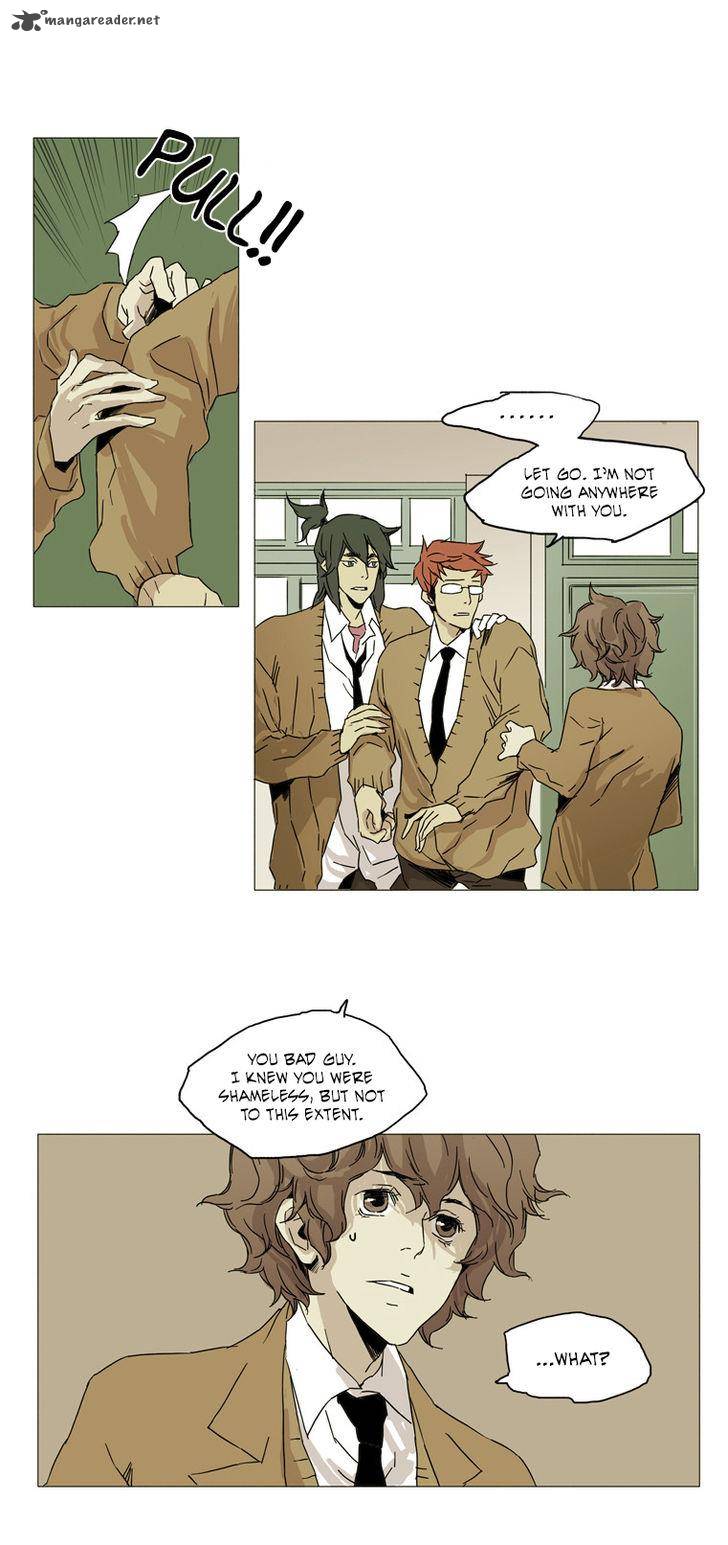 mangareader.net
PULL!!
......
LET GO. I'M NOT
GOING ANYWHERE
WITH YOU.
YOU BAD GUY.
I KNEW YOU WERE
SHAMELESS, BUT NOT
TO THIS EXTENT.
...WHAT?